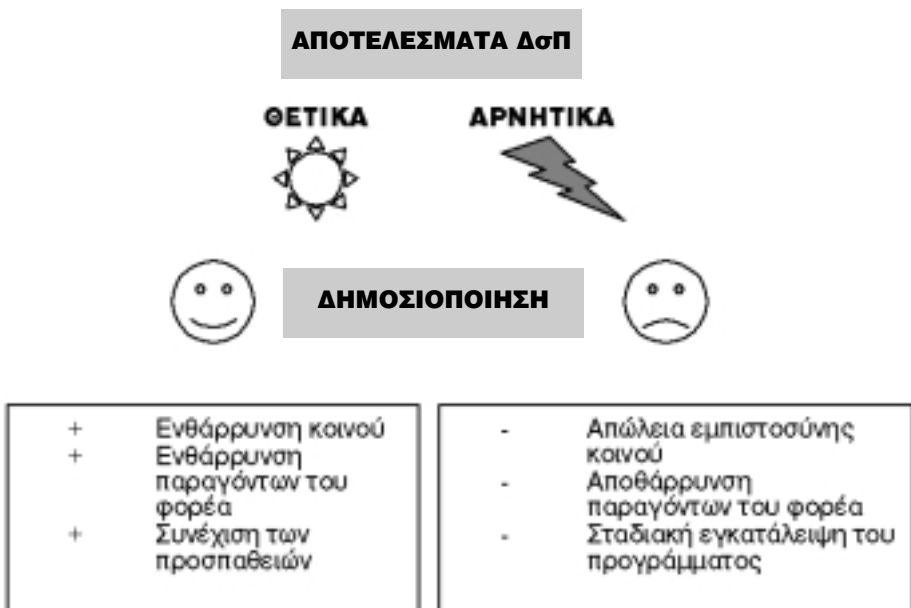 ΑΠΟΤΕΛΕΣΜΑΤΑ ΔσΠ
ΘΕΤΙΚΑ ΑΡΝΗΤΙΚΑ
ΔΗΜΟΣΙΟΠΟΙΗΣΗ
+ Ενθάρρυνση κοινού
+ Ενθάρρυνση
παραγόντων του
φορέα
+ Συνέχιση των
προσπαθειών
- Απώλεια εμπιστοσύνης
κοινού
- Αποθάρρυνση
παραγόντων του φορέα
- Σταδιακή εγκατάλειψη του
προγράμματος